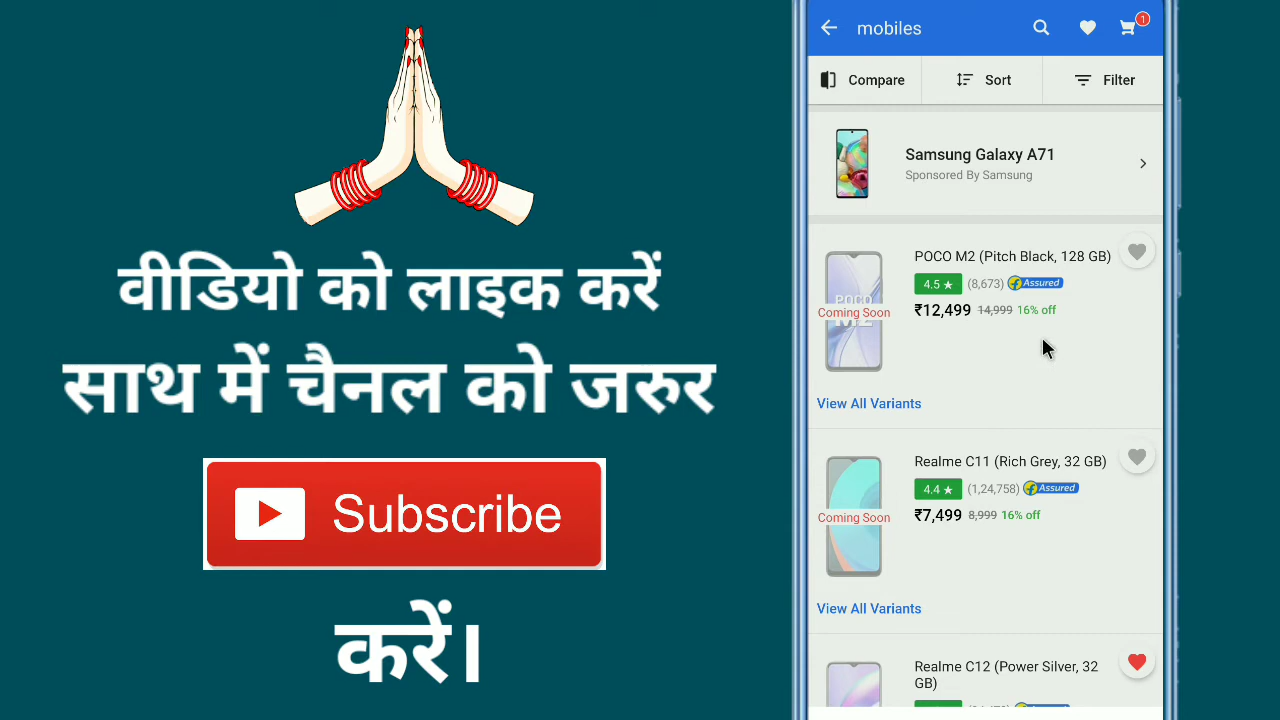 वीडियो को लाइक करें
साथ में चैनल को जरुर
Subscribe
करें।
mobiles
1
Compare
Sort
Filter
Samsung Galaxy A71
Sponsored By Samsung
POCO M2 (Pitch Black, 128 GB)
4.5 ★ (8,673) Assured
POCO M2
Coming Soon
₹12,499 14,999 16% off
View All Variants
Realme C11 (Rich Grey, 32 GB)
4.4 ★ (1,24,758) Assured
Coming Soon
₹7,499 8,999 16% off
View All Variants
Realme C12 (Power Silver, 32
GB)